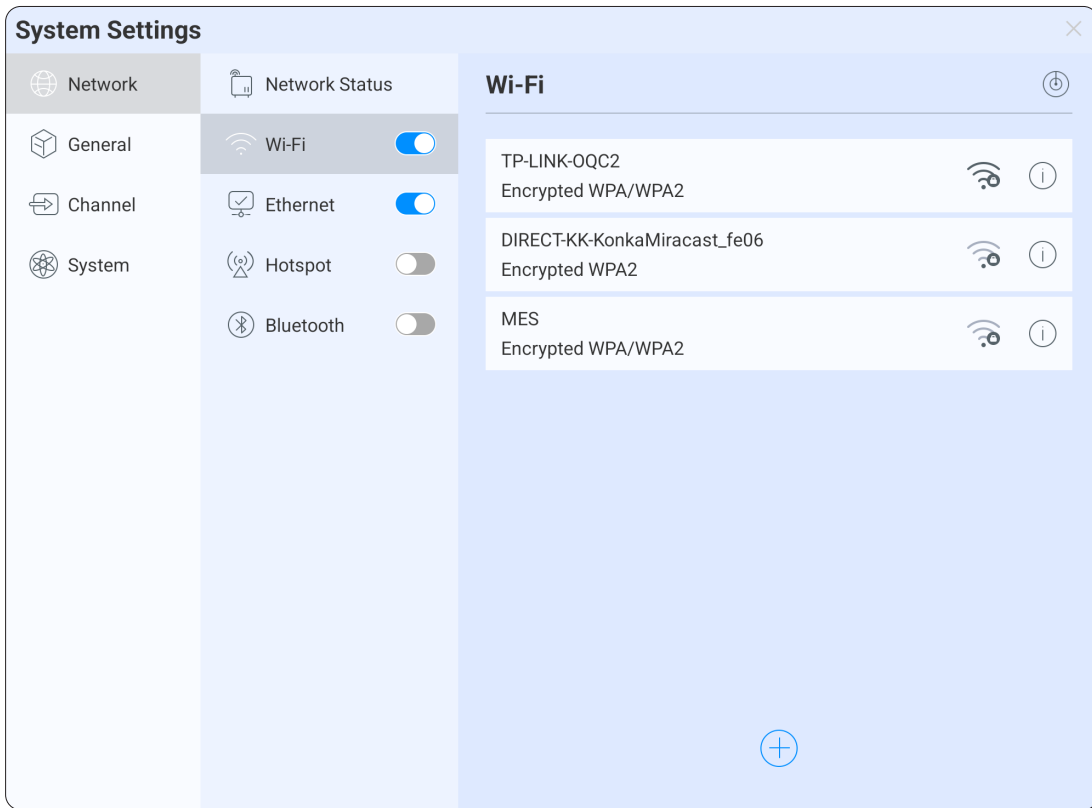 System Settings
Network
General
Channel
System
Network Status
Wi-Fi
Ethernet
Hotspot
Bluetooth
Wi-Fi
TP-LINK-OQC2
Encrypted WPA/WPA2
DIRECT-KK-KonkaMiracast_fe06
Encrypted WPA2
MES
Encrypted WPA/WPA2